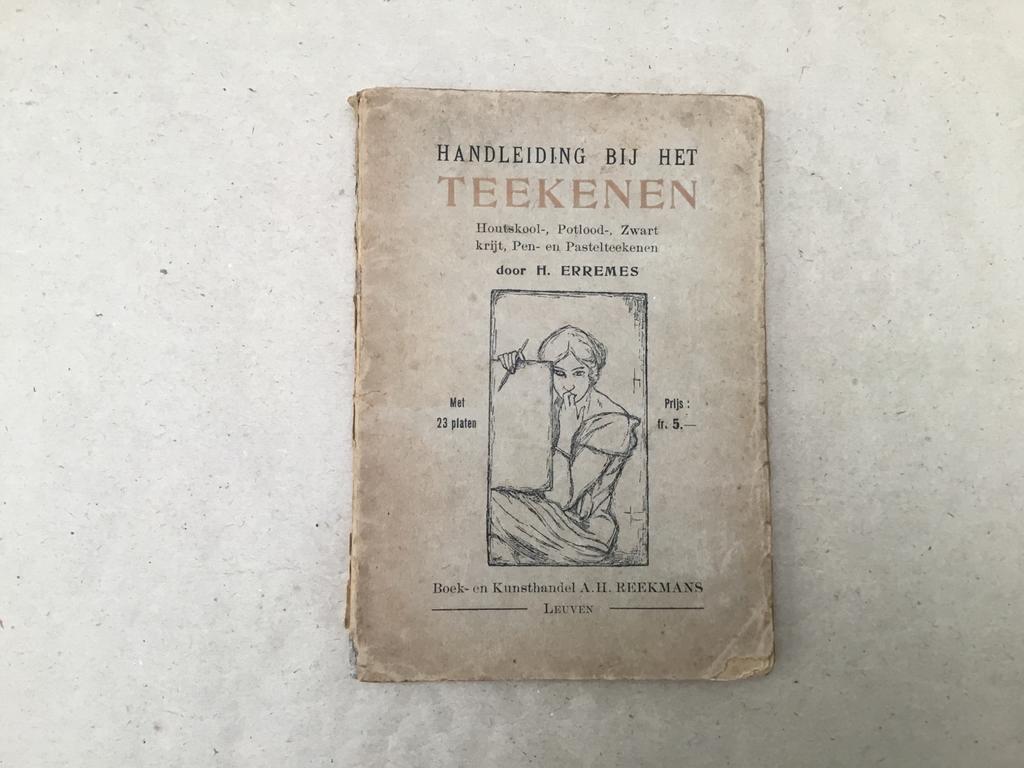 HANDLEIDING BIJ HET
TEEKENEN
Houtskool-, Potlood-, Zwart
krijt, Pen- en Pastelteekenen
door H. ERREMES
Met
23 platen
Prijs :
fr. 5.—
Boek- en Kunsthandel A. H. REEKMANS
LEUVEN